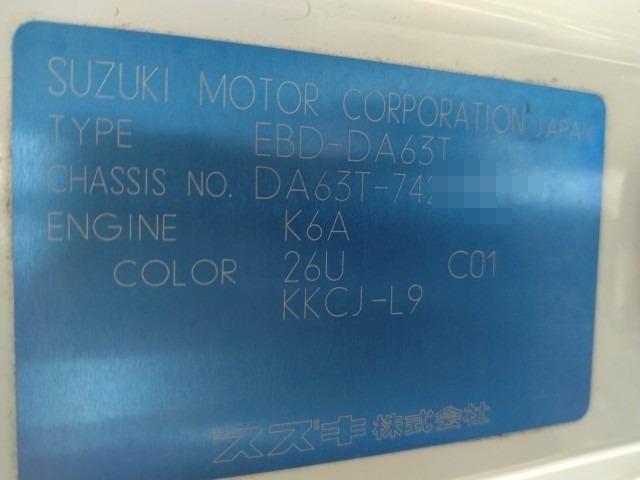 SUZUKI MOTOR CORPORATION JAPAN
TYPE EBD-DA63T
CHASSIS NO. DA63T-742
ENGINE K6A
COLOR 26U C01
KKCJ-L9
スズキ株式会社